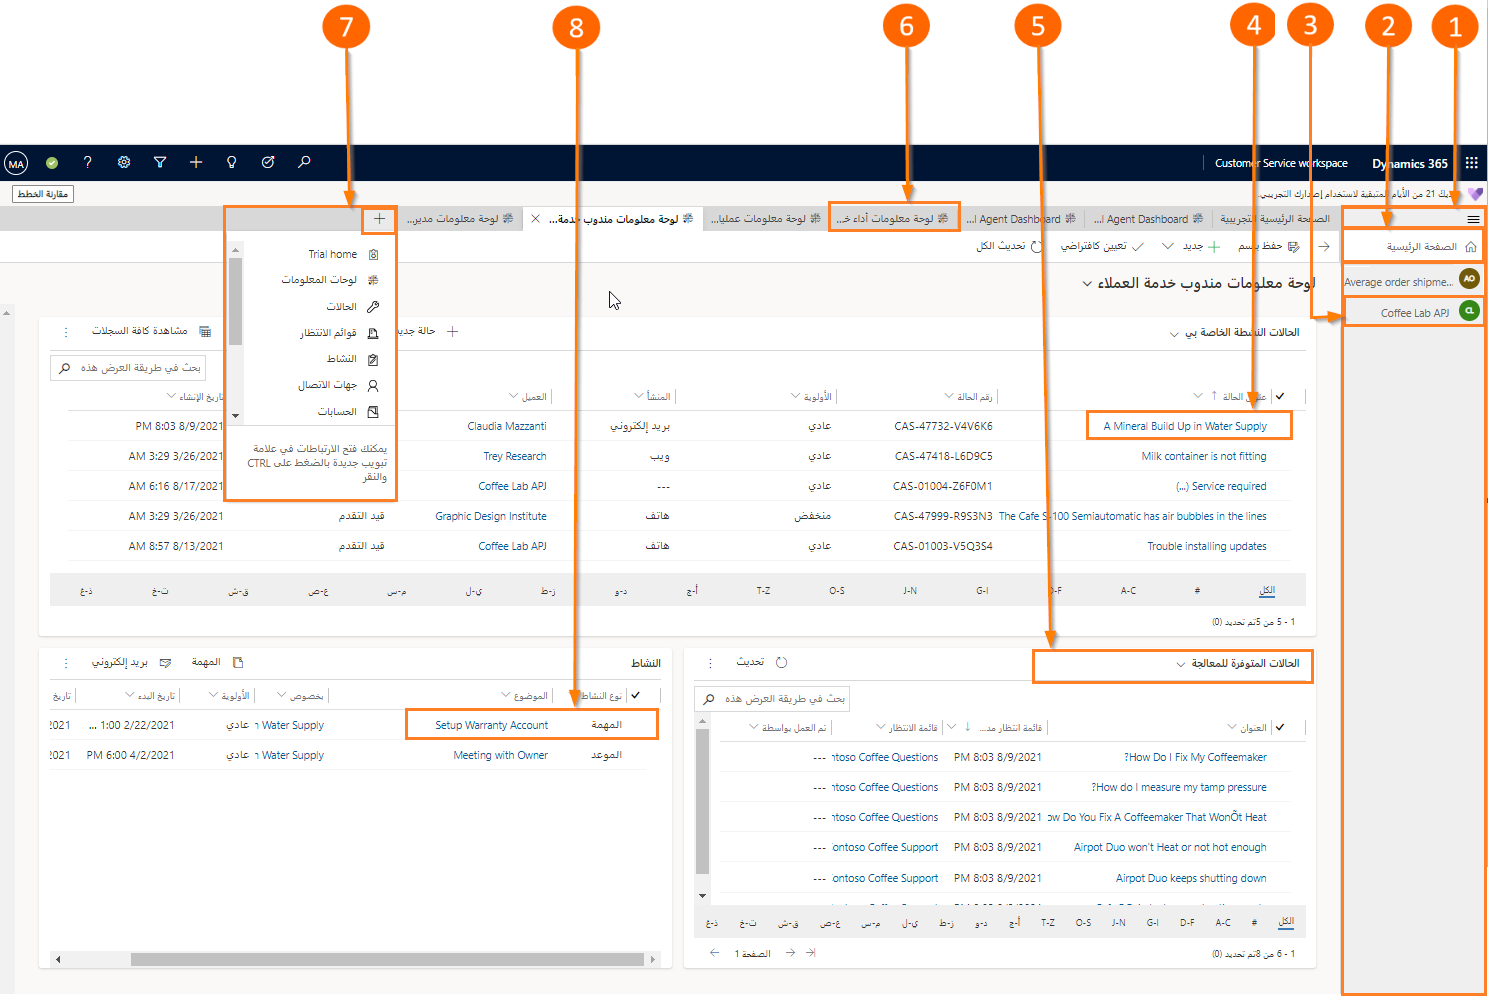 1
2
3
4
5
6
8
7
Dynamics 365
Customer Service workspace
?
MA
21 من الأيام المتبقية لاستخدام إصدارك التجريبي.
مقارنة الخطط
الصفحة الرئيسية التجريبية
Agent Dashboard ا...
Agent Dashboard ا...
لوحة معلومات أداء خ...
لوحة معلومات عمليا...
لوحة معلومات مندوب خدمة...
لوحة معلومات مدير...
الصفحة الرئيسية
Average order shipme...
AO
Coffee Lab APJ
CL
حفظ باسم
جديد
تعيين كافتراضي
تحديث الكل
لوحة معلومات مندوب خدمة العملاء
Trial home
لوحات المعلومات
الحالات
قوائم الانتظار
النشاط
جهات الاتصال
الحسابات
يمكنك فتح الارتباطات في علامة
تبويب جديدة بالضغط على CTRL
والنقر
الحالات النشطة الخاصة بي
حالة جديدة
مشاهدة كافة السجلات
بحث في طريقة العرض هذه
عنوان الحالة رقم الحالة الأولوية المنشأ العميل تاريخ الإنشاء
A Mineral Build Up in Water Supply CAS-47732-V4V6K6 عادي بريد إلكتروني Claudia Mazzanti 8/9/2021 8:03 PM
Milk container is not fitting CAS-47418-L6D9C5 عادي ويب Trey Research 3/26/2021 3:29 AM
Service required (...) CAS-01004-Z6F0M1 عادي --- Coffee Lab APJ 8/17/2021 6:16 AM
The Cafe S-100 Semiautomatic has air bubbles in the lines CAS-47999-R9S3N3 منخفض هاتف Graphic Design Institute قيد التقدم 3/26/2021 3:29 AM
Trouble installing updates CAS-01003-V5Q3S4 عادي هاتف Coffee Lab APJ قيد التقدم 8/13/2021 8:57 AM
الكل # A-C D-F G-I J-N O-S T-Z أ-ج د-و ز-ط ي-ل م-س ع-ص ق-ش ت-خ ذ-غ
1 - 5 من 5تم تحديد (0)
الحالات المتوفرة للمعالجة
تحديث
بحث في طريقة العرض هذه
العنوان قائمة انتظار مد... قائمة الانتظار تم العمل بواسطة
How Do I Fix My Coffeemaker? 8/9/2021 8:03 PM ntoso Coffee Questions ---
How do I measure my tamp pressure? 8/9/2021 8:03 PM ntoso Coffee Questions ---
ow Do You Fix A Coffeemaker That WonÕt Heat 8/9/2021 8:03 PM ntoso Coffee Questions ---
Airpot Duo won't Heat or not hot enough 8/9/2021 8:03 PM ontoso Coffee Support ---
Airpot Duo keeps shutting down 8/9/2021 8:03 PM ontoso Coffee Support ---
الكل # A-C D-F G-I J-N O-S T-Z أ-ج د-و ز-ط ي-ل م-س ع-ص ق-ش ت-خ ذ-غ
1 - 6 من 8تم تحديد (0)
الصفحة 1
النشاط
المهمة
بريد إلكتروني
نوع النشاط الموضوع بخصوص الأولوية تاريخ البدء تاريخ
المهمة Setup Warranty Account n Water Supply عادي 2/22/2021 1:00 ... 2021
الموعد Meeting with Owner n Water Supply عادي 4/2/2021 6:00 PM 2021